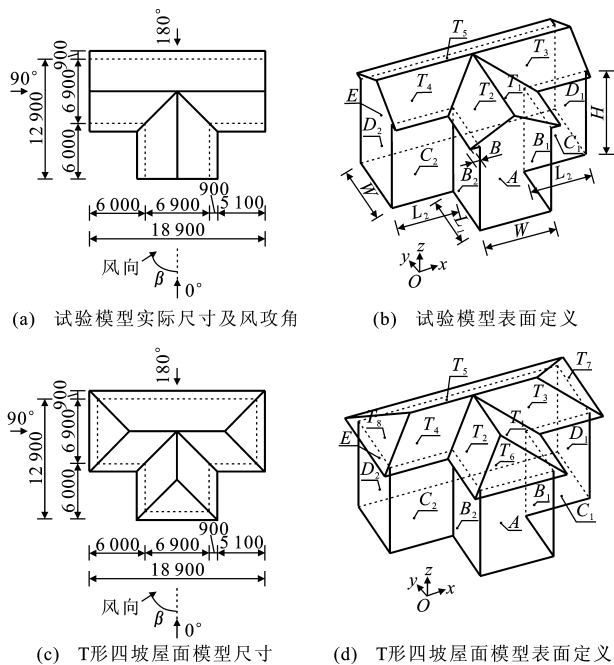 180°
900
90°
6 900
12 900
6 000
900
6 000
6 900
5 100
18 900
风向
β
0°
(a) 试验模型实际尺寸及风攻角
T5
T3
T4
T2
T1
E
D2
D1
H
C2
B
B2
B1
A
C1
W
L2
L1
W
L2
z
y
x
O
(b) 试验模型表面定义
180°
900
90°
6 900
12 900
6 000
900
6 000
6 900
5 100
18 900
风向
β
0°
(c) T形四坡屋面模型尺寸
T5
T7
T3
T8
T4
T2
T1
T6
E
D2
D1
C2
B2
B1
A
C1
z
y
x
O
(d) T形四坡屋面模型表面定义